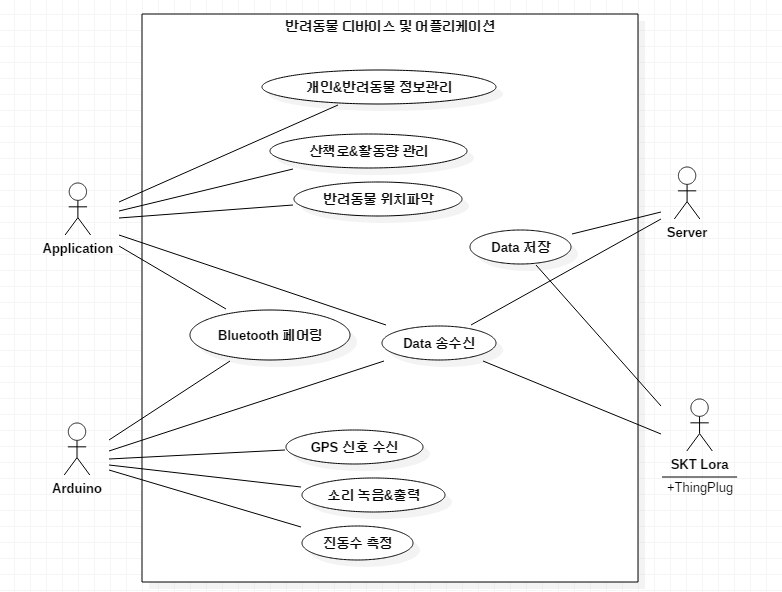 반려동물 디바이스 및 어플리케이션
개인&반려동물 정보관리
산책로&활동량 관리
반려동물 위치파악
Application
Server
Data 저장
Bluetooth 페어링
Data 송수신
Arduino
GPS 신호 수신
소리 녹음&출력
진동수 측정
SKT Lora
+ThingPlug